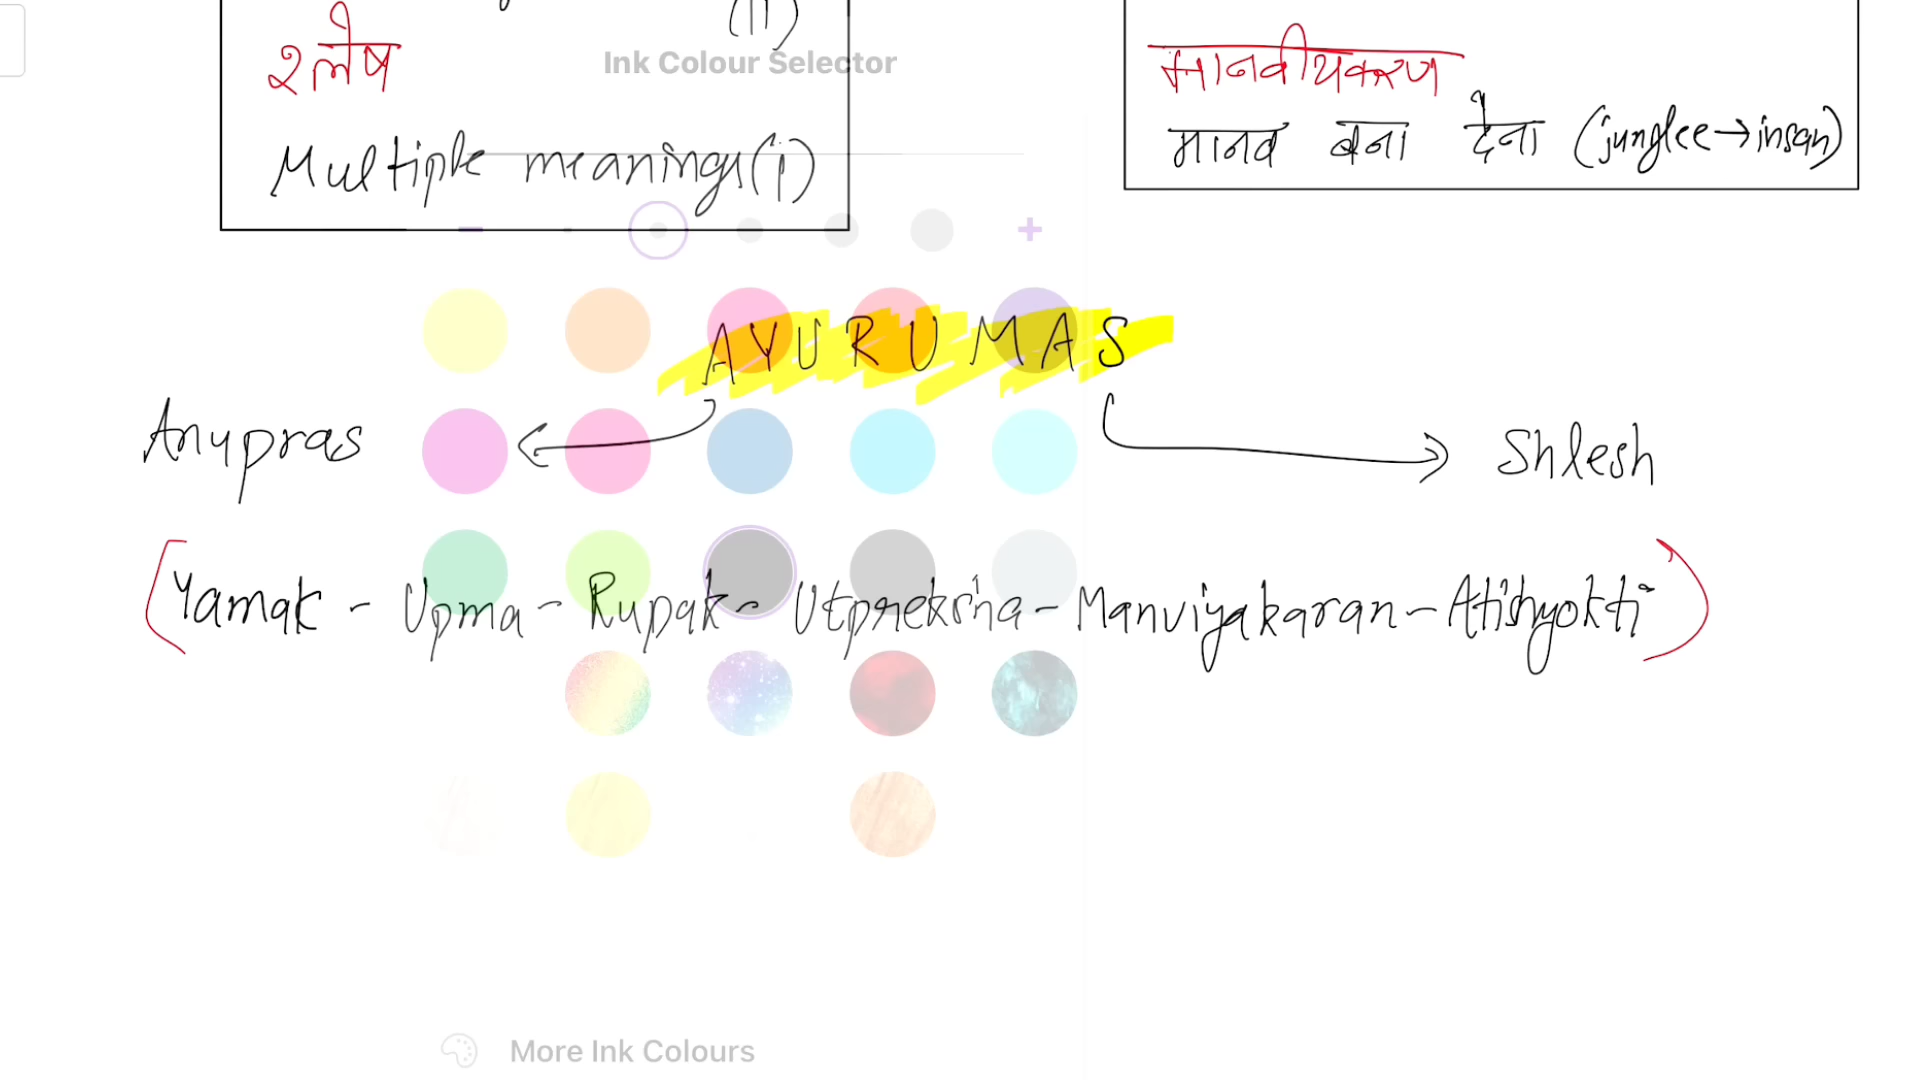 (ii)
श्लेष
Ink Colour Selector
मानवीयकरण
Multiple meanings(i)
मानव बना देना (junglee→insan)
AYURUMAS
Anupras
Shlesh
(Yamak - Upma - Rupak - Utpreksha - Manviyakaran - Atishyokti)
More Ink Colours